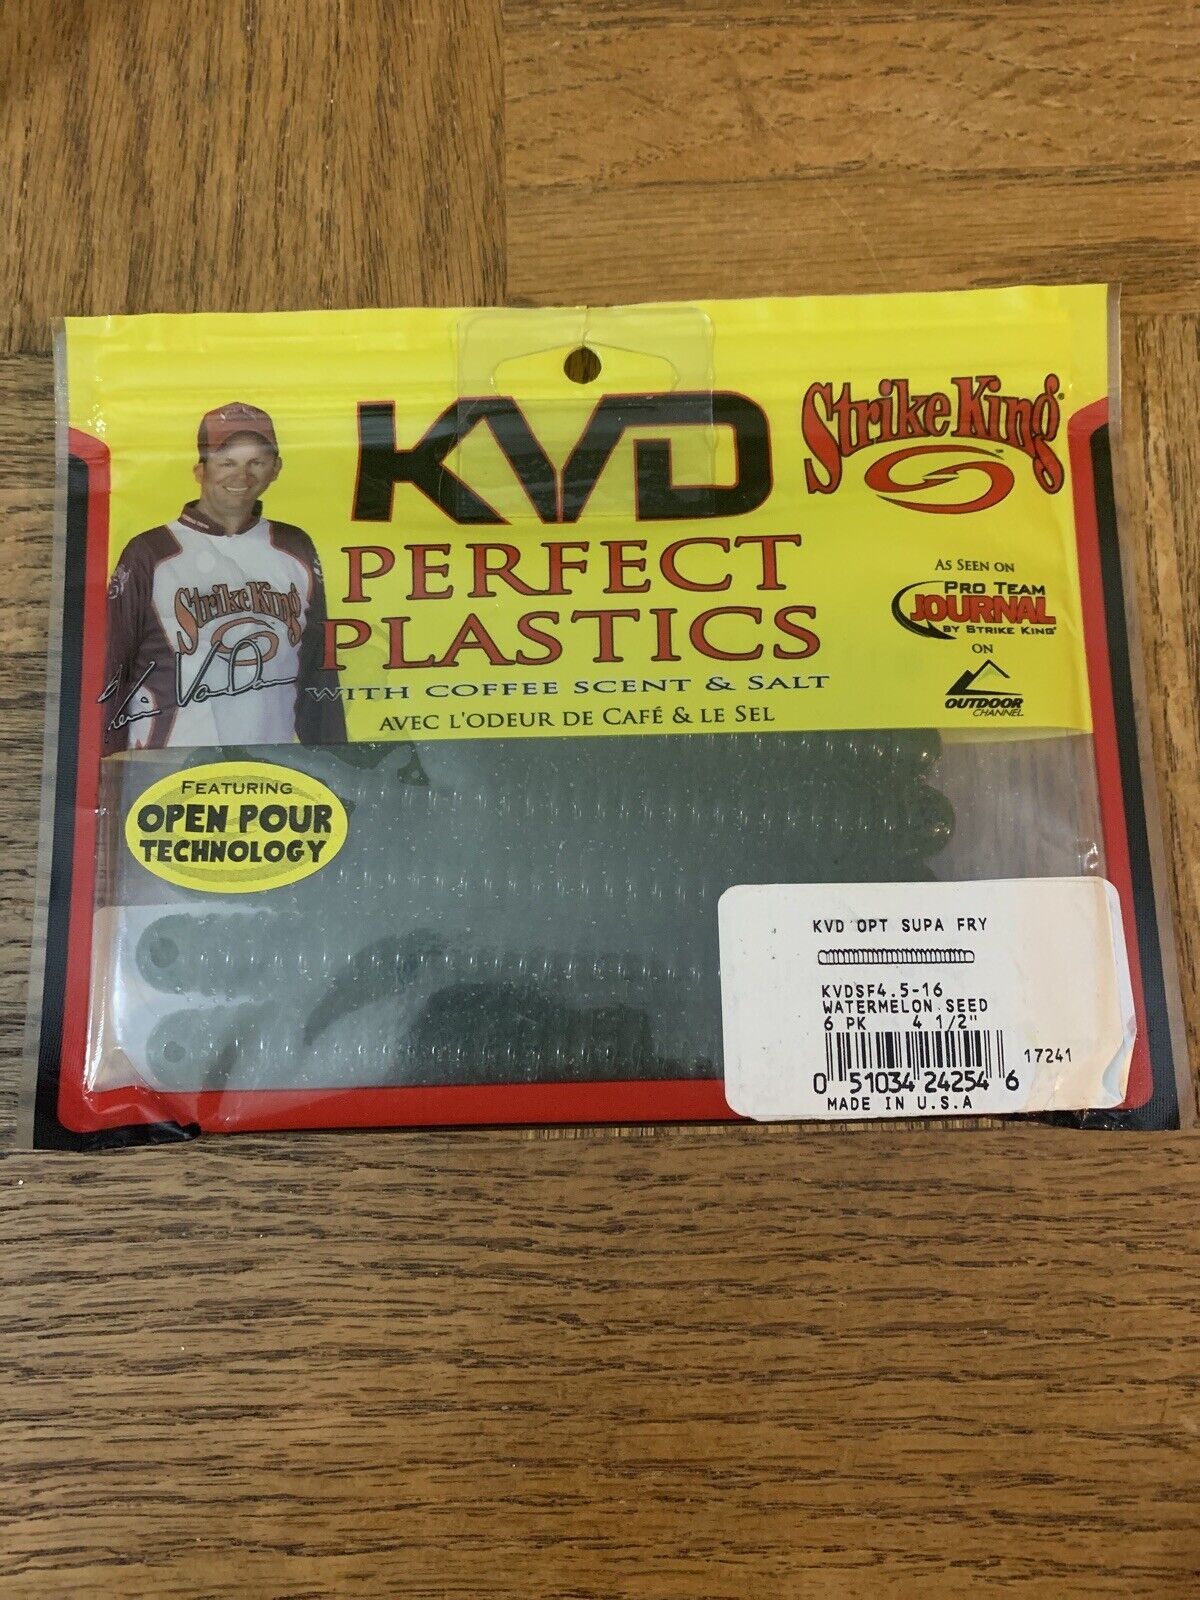 KVD
Strike King®
PERFECT
PLASTICS
WITH COFFEE SCENT & SALT
AVEC L'ODEUR DE CAFÉ & LE SEL
AS SEEN ON
PRO TEAM
JOURNAL
BY STRIKE KING®
ON
OUTDOOR
CHANNEL
Strike King
Kevin VanDam
FEATURING
OPEN POUR
TECHNOLOGY
KVD OPT SUPA FRY
KVDSF4.5-16
WATERMELON SEED
6 PK 4 1/2"
17241
0 51034 24254 6
MADE IN U.S.A